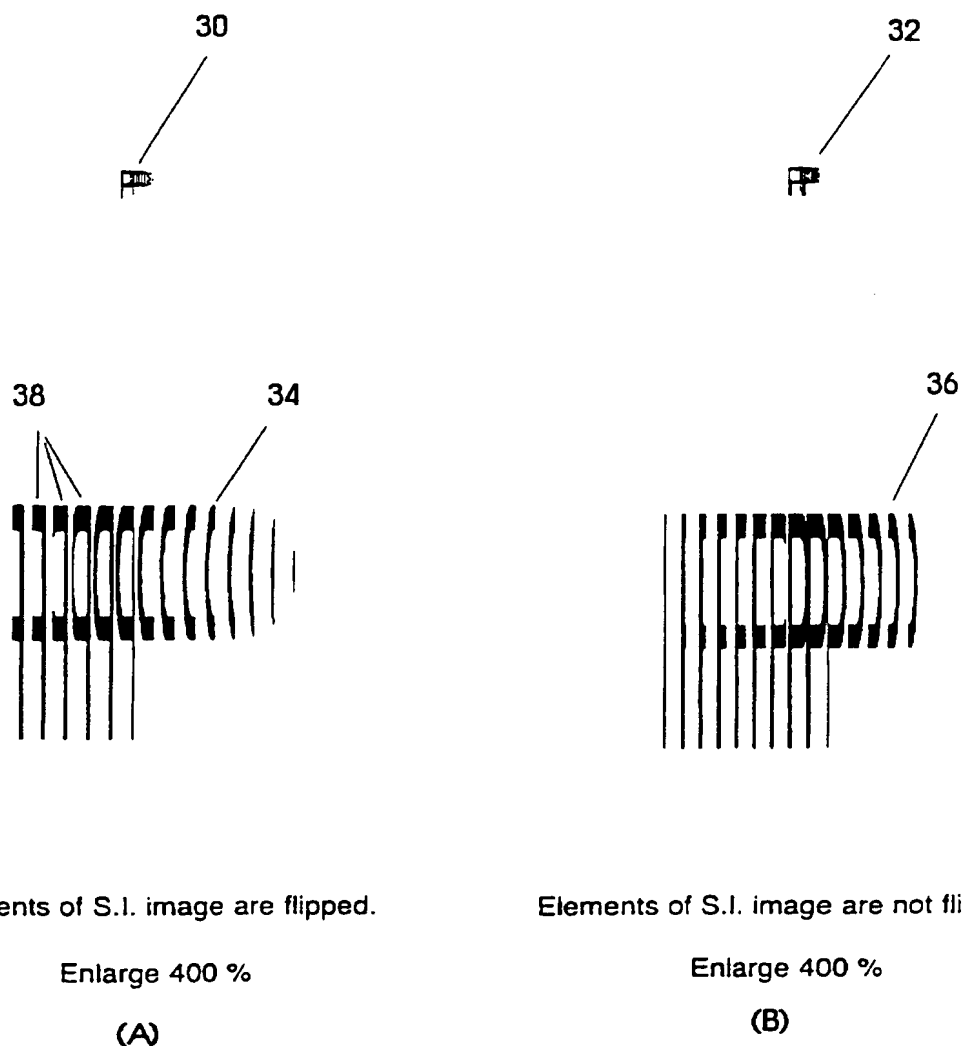 30
32
38
34
36
ents of S.I. image are flipped.
Elements of S.I. image are not fli
Enlarge 400 %
Enlarge 400 %
(A)
(B)